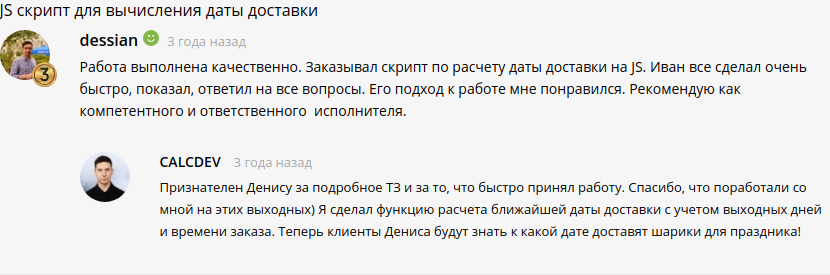 JS скрипт для вычисления даты доставки
dessian 3 года назад
Работа выполнена качественно. Заказывал скрипт по расчету даты доставки на JS. Иван все сделал очень
быстро, показал, ответил на все вопросы. Его подход к работе мне понравился. Рекомендую как
компетентного и ответственного исполнителя.
3
CALCDEV 3 года назад
Признателен Денису за подробное ТЗ и за то, что быстро принял работу. Спасибо, что поработали со
мной на этих выходных) Я сделал функцию расчета ближайшей даты доставки с учетом выходных дней
и времени заказа. Теперь клиенты Дениса будут знать к какой дате доставят шарики для праздника!